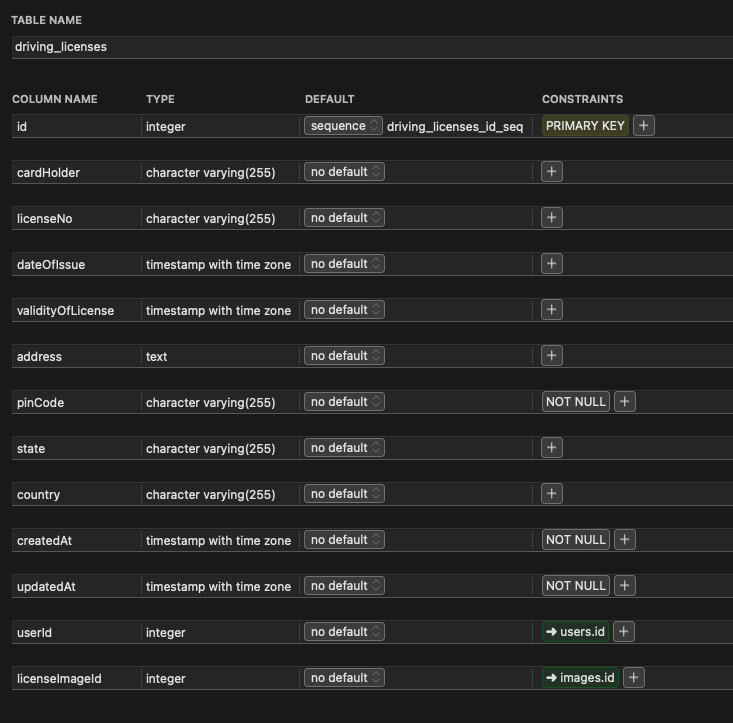 TABLE NAME
driving_licenses
COLUMN NAME TYPE DEFAULT CONSTRAINTS
id integer sequence driving_licenses_id_seq PRIMARY KEY +
cardHolder character varying(255) no default +
licenseNo character varying(255) no default +
dateOfIssue timestamp with time zone no default +
validityOfLicense timestamp with time zone no default +
address text no default +
pinCode character varying(255) no default NOT NULL +
state character varying(255) no default +
country character varying(255) no default +
createdAt timestamp with time zone no default NOT NULL +
updatedAt timestamp with time zone no default NOT NULL +
userId integer no default ➜ users.id +
licenseImageId integer no default ➜ images.id +